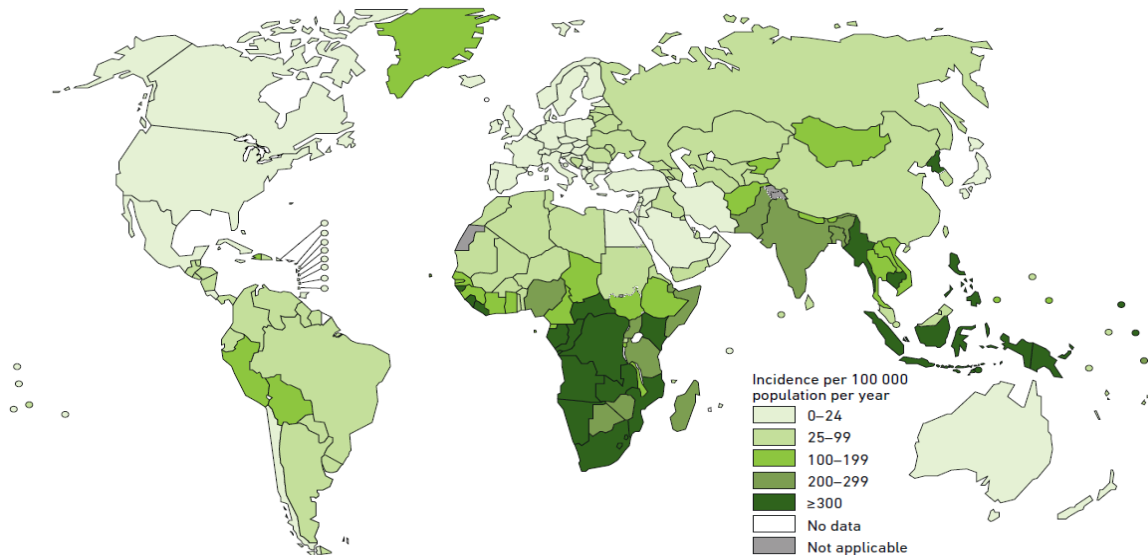 Incidence per 100 000
population per year
0–24
25–99
100–199
200–299
≥300
No data
Not applicable